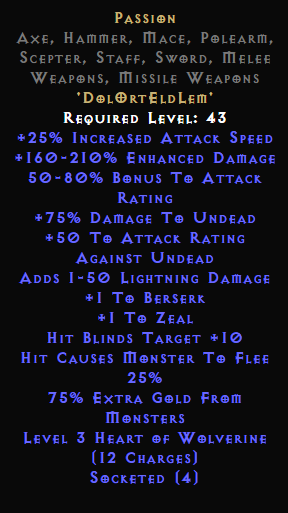 Passion
Axe, Hammer, Mace, Polearm,
Scepter, Staff, Sword, Melee
Weapons, Missile Weapons
'DolOrtEldLem'
Required Level: 43
+25% Increased Attack Speed
+160-210% Enhanced Damage
50-80% Bonus To Attack
Rating
+75% Damage To Undead
+50 To Attack Rating
Against Undead
Adds 1-50 Lightning Damage
+1 To Berserk
+1 To Zeal
Hit Blinds Target +10
Hit Causes Monster To Flee
25%
75% Extra Gold From
Monsters
Level 3 Heart of Wolverine
(12 Charges)
Socketed (4)